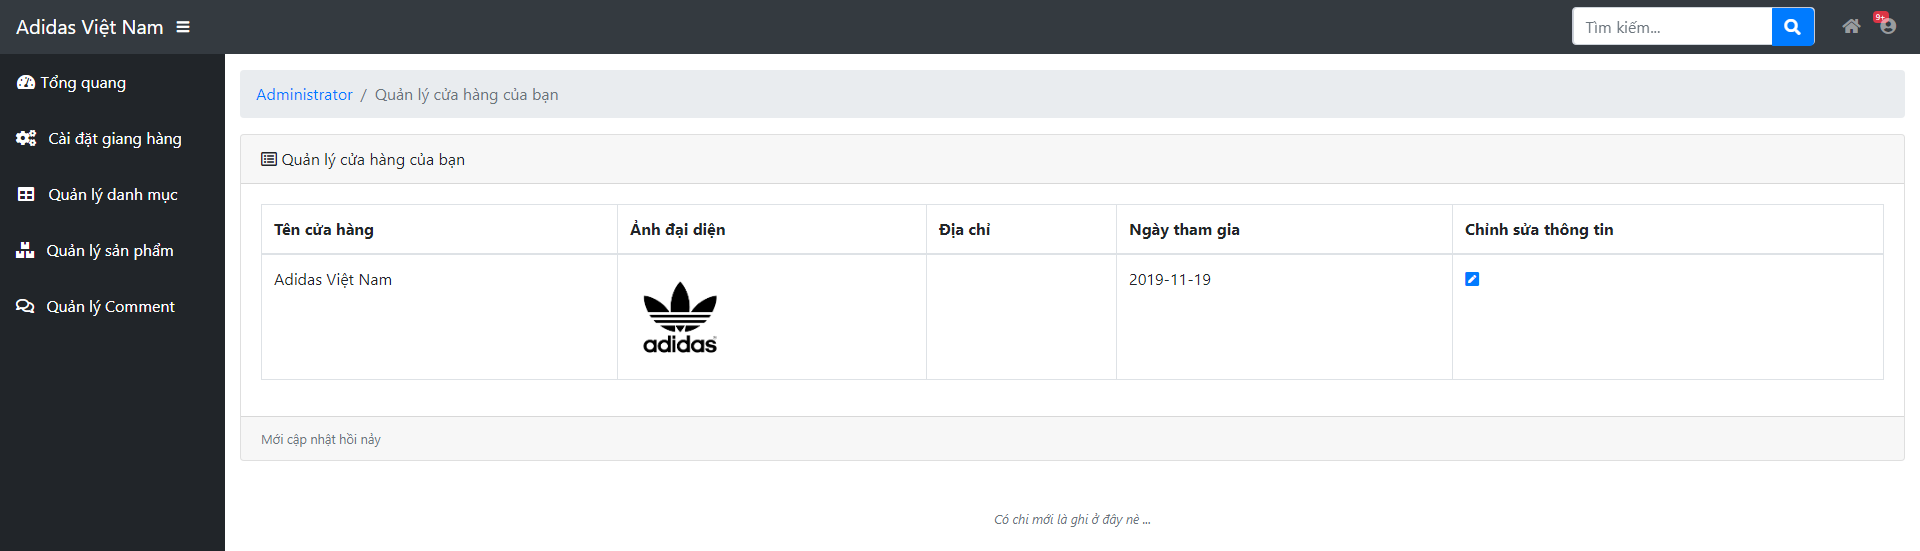 Adidas Việt Nam
Tìm kiếm...
9+
Tổng quang
Cài đặt giang hàng
Quản lý danh mục
Quản lý sản phẩm
Quản lý Comment
Administrator / Quản lý cửa hàng của bạn
Quản lý cửa hàng của bạn
Tên cửa hàng Ảnh đại diện Địa chỉ Ngày tham gia Chỉnh sửa thông tin
Adidas Việt Nam adidas 2019-11-19
Mới cập nhật hồi nảy
Có chi mới là ghi ở đây nè ...